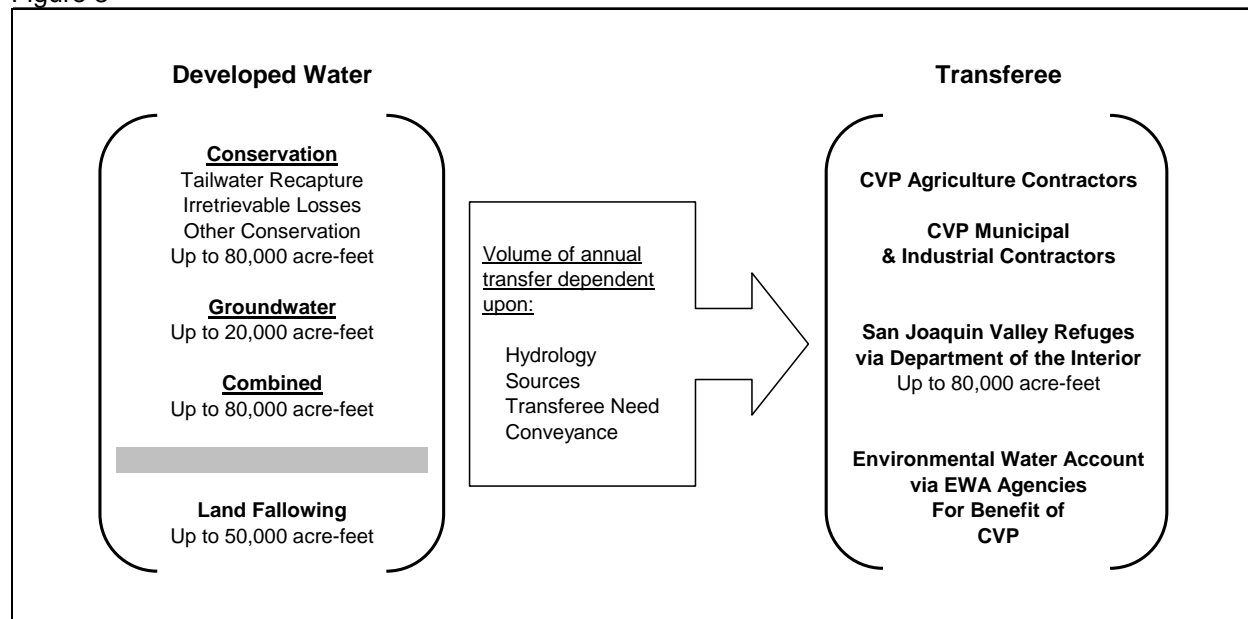 Developed Water
Conservation
Tailwater Recapture
Irretrievable Losses
Other Conservation
Up to 80,000 acre-feet
Groundwater
Up to 20,000 acre-feet
Combined
Up to 80,000 acre-feet
Land Fallowing
Up to 50,000 acre-feet
Volume of annual
transfer dependent
upon:
Hydrology
Sources
Transferee Need
Conveyance
Transferee
CVP Agriculture Contractors
CVP Municipal
& Industrial Contractors
San Joaquin Valley Refuges
via Department of the Interior
Up to 80,000 acre-feet
Environmental Water Account
via EWA Agencies
For Benefit of
CVP